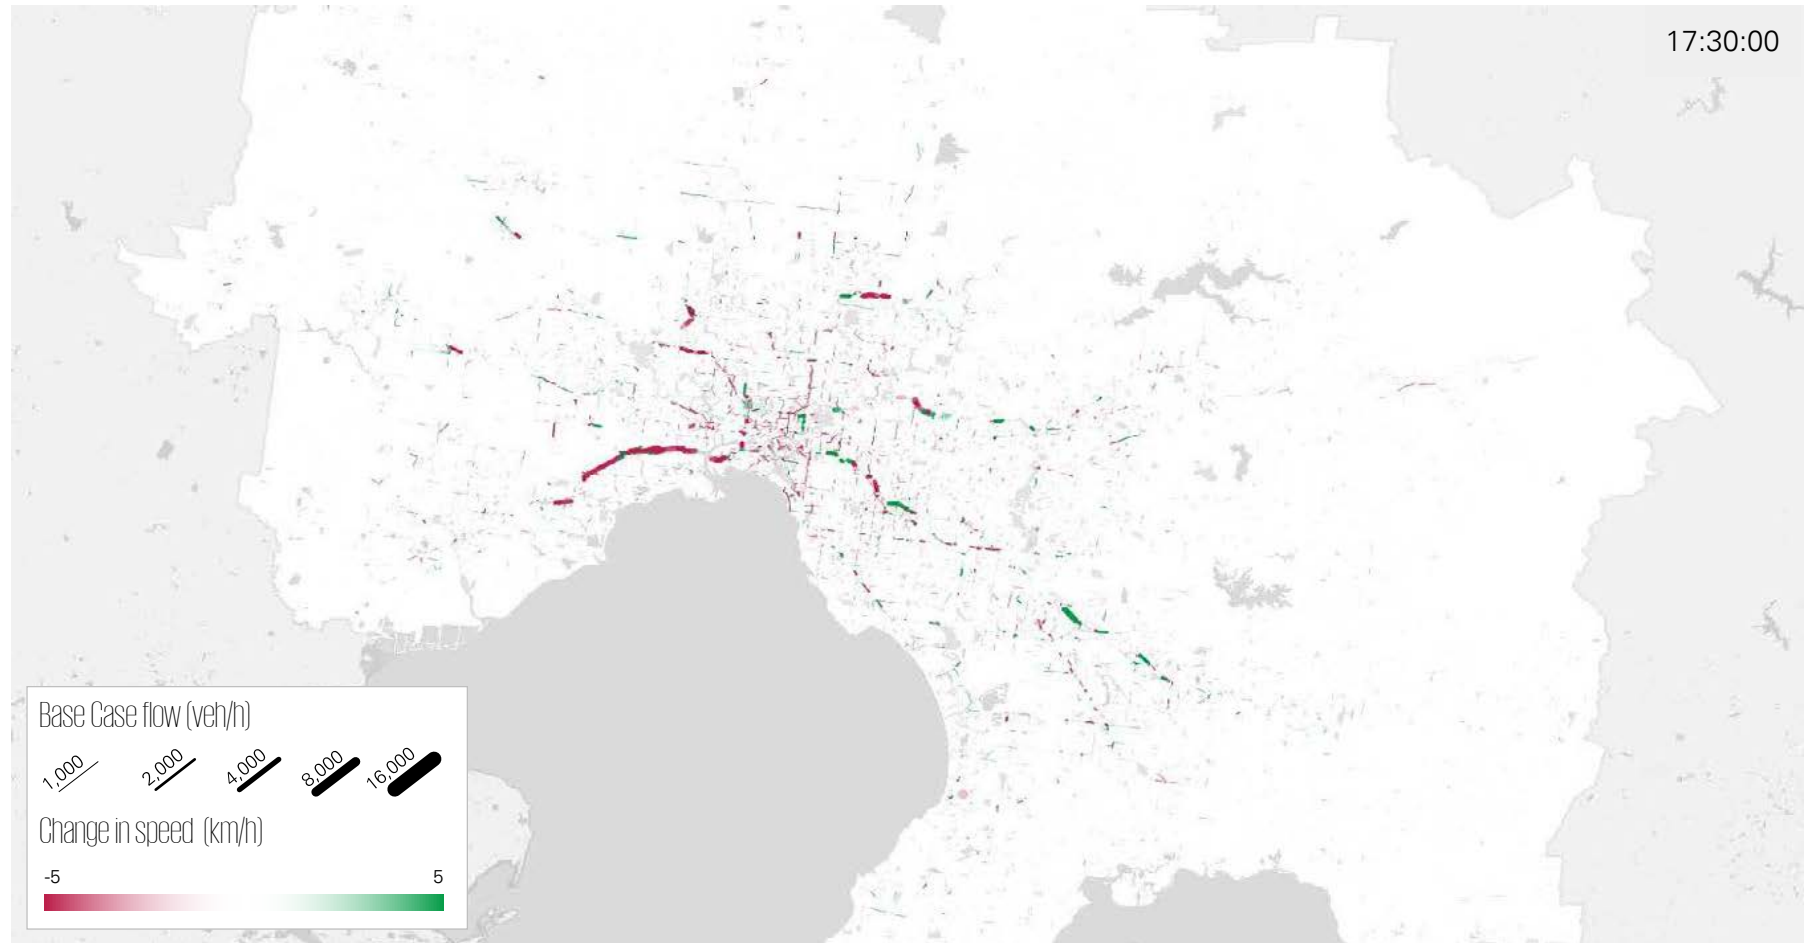 17:30:00
Base Case flow (veh/h)
1,000 2,000 4,000 8,000 16,000
Change in speed (km/h)
-5 5